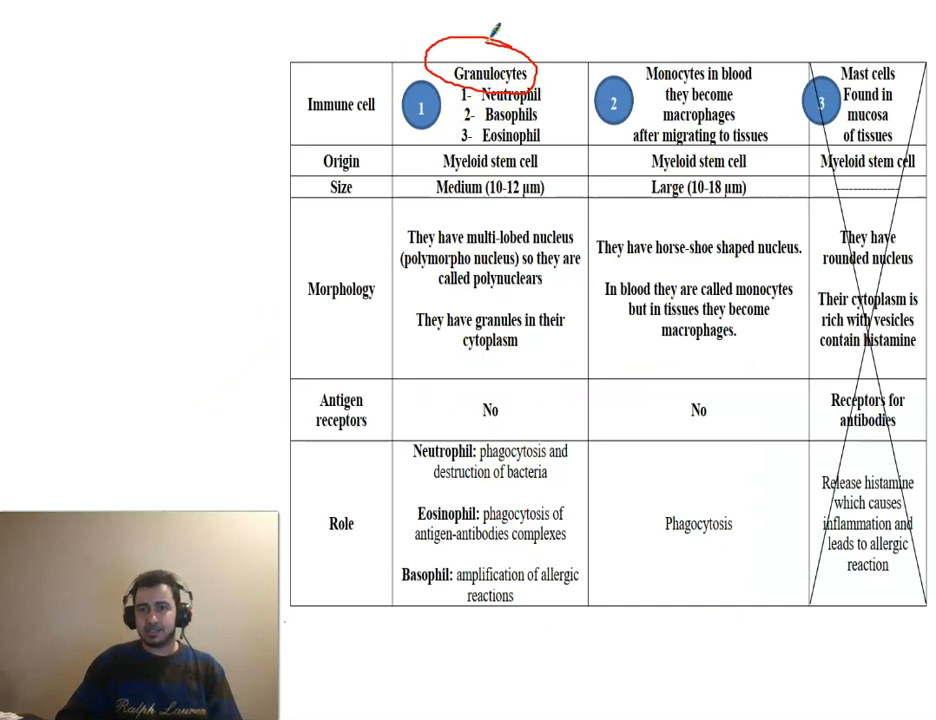 Immune cell
Granulocytes
1- Neutrophil
2- Basophils
3- Eosinophil
1
Monocytes in blood
they become
macrophages
after migrating to tissues
2
Mast cells
Found in
mucosa
of tissues
3
Origin
Myeloid stem cell
Myeloid stem cell
Myeloid stem cell
Size
Medium (10-12 µm)
Large (10-18 µm)
---------------
Morphology
They have multi-lobed nucleus
(polymorpho nucleus) so they are
called polynuclears
They have granules in their
cytoplasm
They have horse-shoe shaped nucleus.
In blood they are called monocytes
but in tissues they become
macrophages.
They have
rounded nucleus
Their cytoplasm is
rich with vesicles
contain histamine
Antigen
receptors
No
No
Receptors for
antibodies
Role
Neutrophil: phagocytosis and
destruction of bacteria
Eosinophil: phagocytosis of
antigen-antibodies complexes
Basophil: amplification of allergic
reactions
Phagocytosis
Release histamine
which causes
inflammation and
leads to allergic
reaction
Ralph Lauren